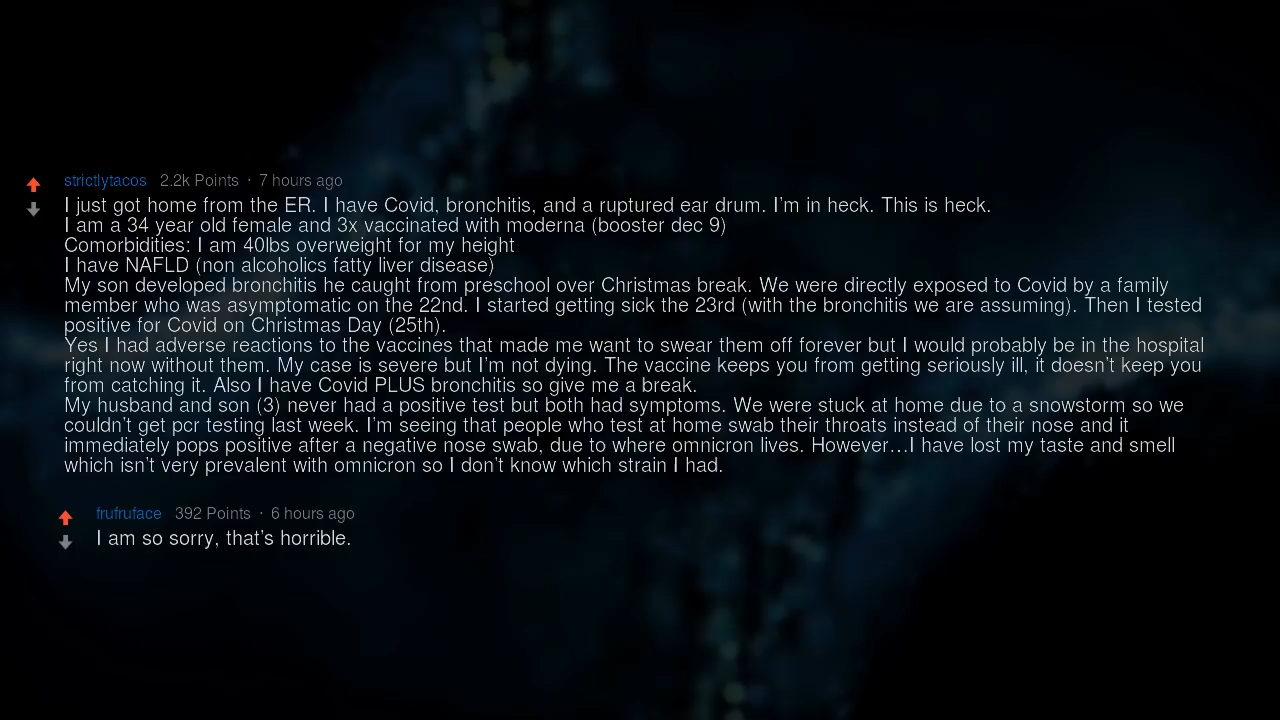 strictlytacos 2.2k Points · 7 hours ago
I just got home from the ER. I have Covid, bronchitis, and a ruptured ear drum. I'm in heck. This is heck.
I am a 34 year old female and 3x vaccinated with moderna (booster dec 9)
Comorbidities: I am 40lbs overweight for my height
I have NAFLD (non alcoholics fatty liver disease)
My son developed bronchitis he caught from preschool over Christmas break. We were directly exposed to Covid by a family
member who was asymptomatic on the 22nd. I started getting sick the 23rd (with the bronchitis we are assuming). Then I tested
positive for Covid on Christmas Day (25th).
Yes I had adverse reactions to the vaccines that made me want to swear them off forever but I would probably be in the hospital
right now without them. My case is severe but I'm not dying. The vaccine keeps you from getting seriously ill, it doesn't keep you
from catching it. Also I have Covid PLUS bronchitis so give me a break.
My husband and son (3) never had a positive test but both had symptoms. We were stuck at home due to a snowstorm so we
couldn't get pcr testing last week. I'm seeing that people who test at home swab their throats instead of their nose and it
immediately pops positive after a negative nose swab, due to where omicron lives. However...I have lost my taste and smell
which isn't very prevalent with omicron so I don't know which strain I had.
frufruface 392 Points · 6 hours ago
I am so sorry, that's horrible.